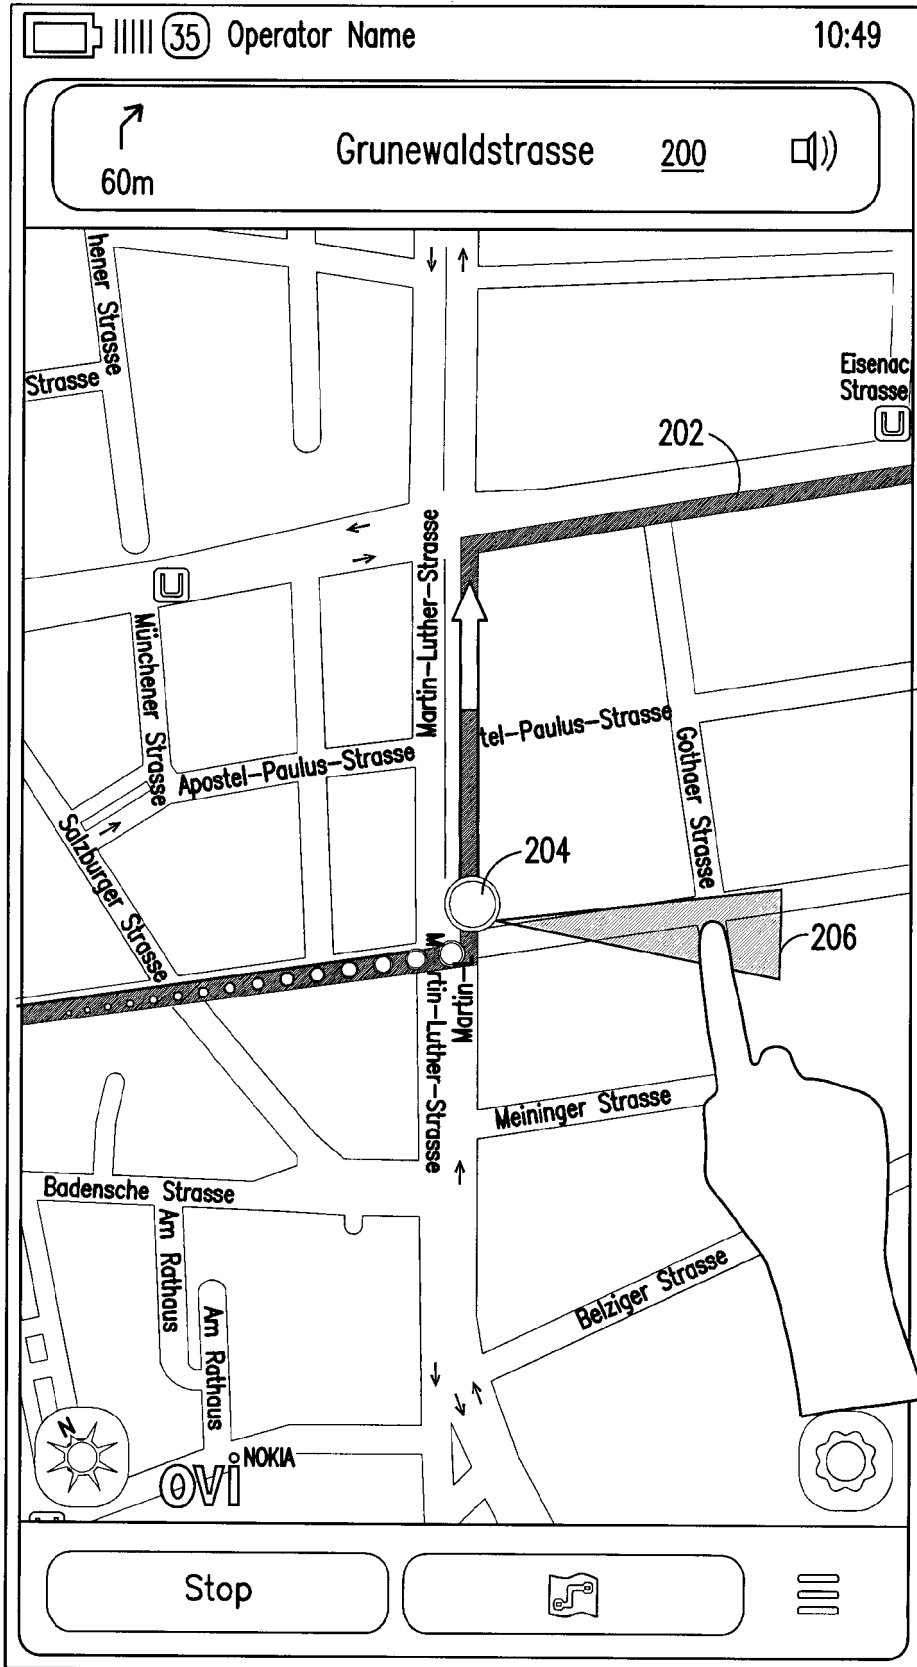 35 Operator Name 10:49
60m
Grunewaldstrasse 200
hener Strasse
Strasse
Eisenac
Strasse
U
202
U
Martin-Luther-Strasse
Münchener Strasse
tel-Paulus-Strasse
Apostel-Paulus-Strasse
Gothaer Strasse
Salzburger Strasse
204
206
Martin-Luther-Strasse
Martin-
Meininger Strasse
Badensche Strasse
Am Rathaus
Am Rathaus
Belziger Strasse
N
ovi NOKIA
Stop